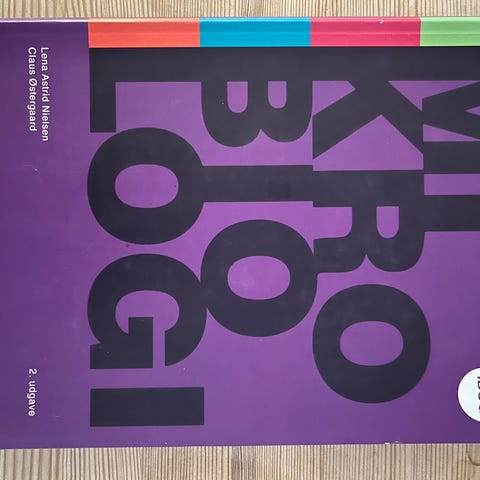 MI
KRO
BIO
LOGI
Lena Astrid Nielsen
Claus Østergaard
2. udgave